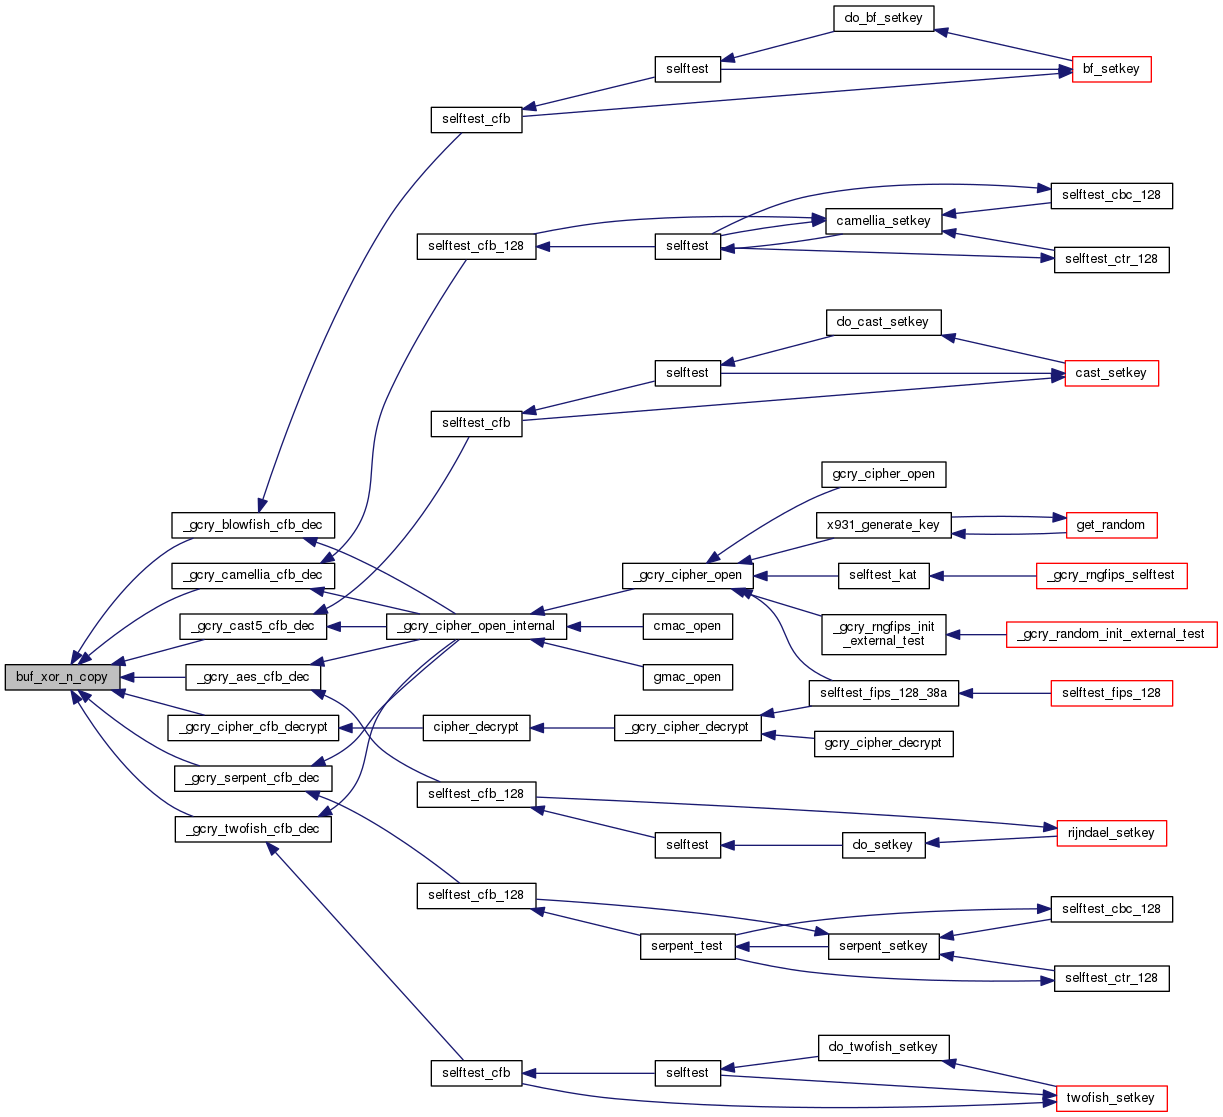 do_bf_setkey
selftest
bf_setkey
selftest_cfb
selftest_cbc_128
camellia_setkey
selftest_cfb_128
selftest
selftest_ctr_128
do_cast_setkey
selftest
cast_setkey
selftest_cfb
gcry_cipher_open
_gcry_blowfish_cfb_dec
x931_generate_key
get_random
_gcry_camellia_cfb_dec
_gcry_cipher_open
selftest_kat
_gcry_rngfips_selftest
_gcry_cast5_cfb_dec
_gcry_cipher_open_internal
cmac_open
_gcry_rngfips_init
_external_test
_gcry_random_init_external_test
buf_xor_n_copy
_gcry_aes_cfb_dec
gmac_open
selftest_fips_128_38a
selftest_fips_128
_gcry_cipher_cfb_decrypt
cipher_decrypt
_gcry_cipher_decrypt
gcry_cipher_decrypt
_gcry_serpent_cfb_dec
selftest_cfb_128
_gcry_twofish_cfb_dec
rijndael_setkey
selftest
do_setkey
selftest_cfb_128
selftest_cbc_128
serpent_test
serpent_setkey
selftest_ctr_128
do_twofish_setkey
selftest_cfb
selftest
twofish_setkey